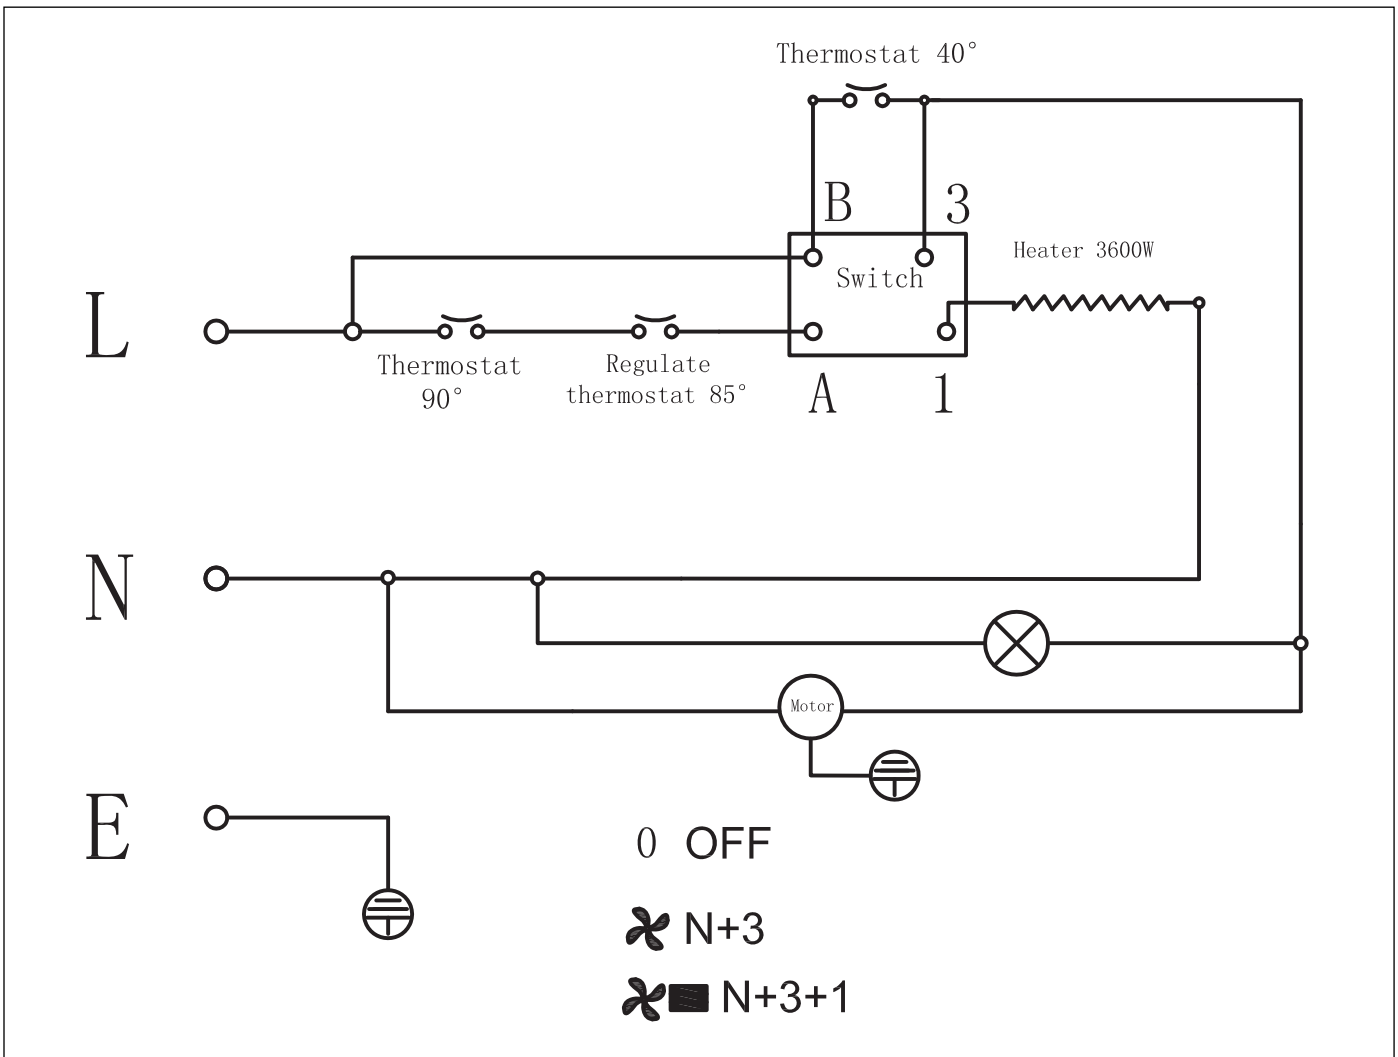 Thermostat 40°
B
3
Heater 3600W
Switch
L
Thermostat
90°
Regulate
thermostat 85°
A
1
N
Motor
E
0 OFF
N+3
N+3+1